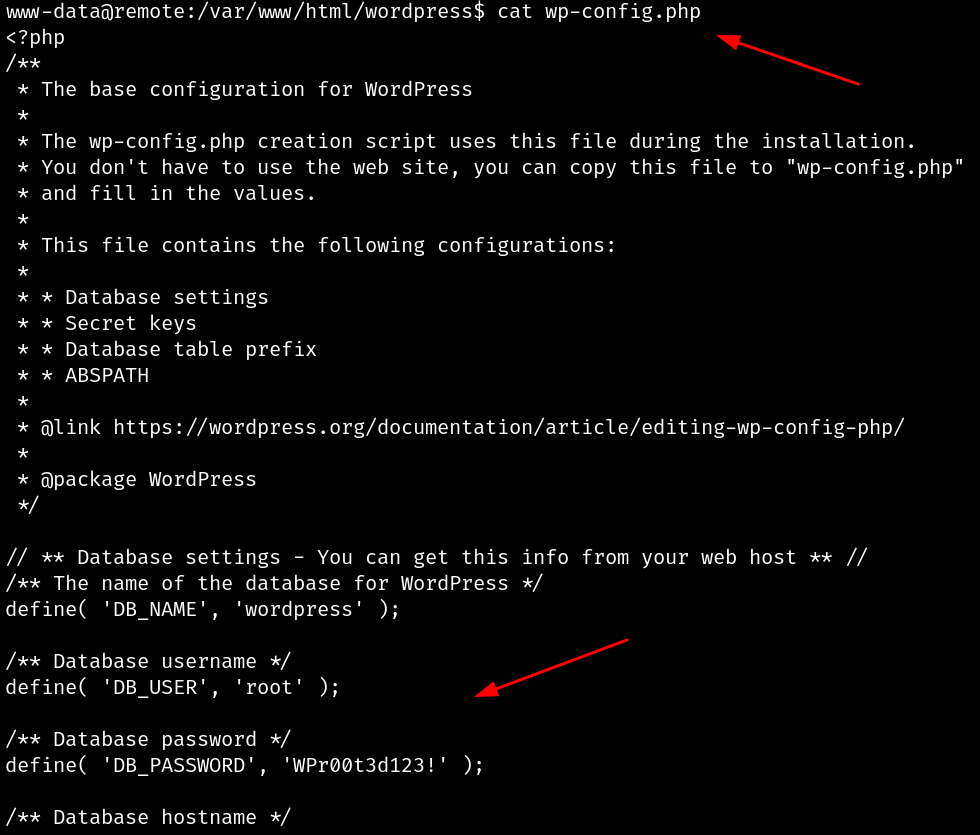 www-data@remote:/var/www/html/wordpress$ cat wp-config.php
<?php
/**
 * The base configuration for WordPress
 *
 * The wp-config.php creation script uses this file during the installation.
 * You don't have to use the web site, you can copy this file to "wp-config.php"
 * and fill in the values.
 *
 * This file contains the following configurations:
 *
 * * Database settings
 * * Secret keys
 * * Database table prefix
 * * ABSPATH
 *
 * @link https://wordpress.org/documentation/article/editing-wp-config-php/
 *
 * @package WordPress
 */

// ** Database settings - You can get this info from your web host ** //
/** The name of the database for WordPress */
define( 'DB_NAME', 'wordpress' );

/** Database username */
define( 'DB_USER', 'root' );

/** Database password */
define( 'DB_PASSWORD', 'WPr00t3d123!' );

/** Database hostname */